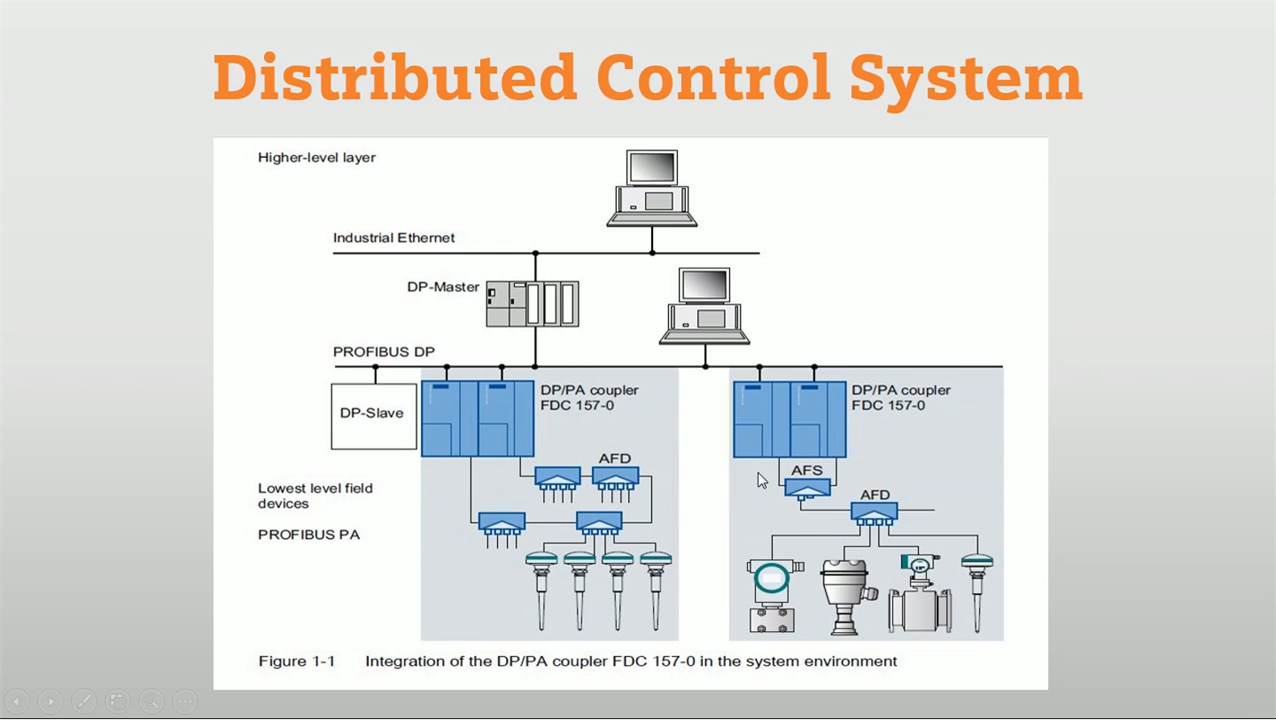 Distributed Control System
Higher-level layer
Industrial Ethernet
DP-Master
PROFIBUS DP
DP-Slave
DP/PA coupler
FDC 157-0
DP/PA coupler
FDC 157-0
AFD
AFS
AFD
Lowest level field
devices
PROFIBUS PA
Figure 1-1 Integration of the DP/PA coupler FDC 157-0 in the system environment